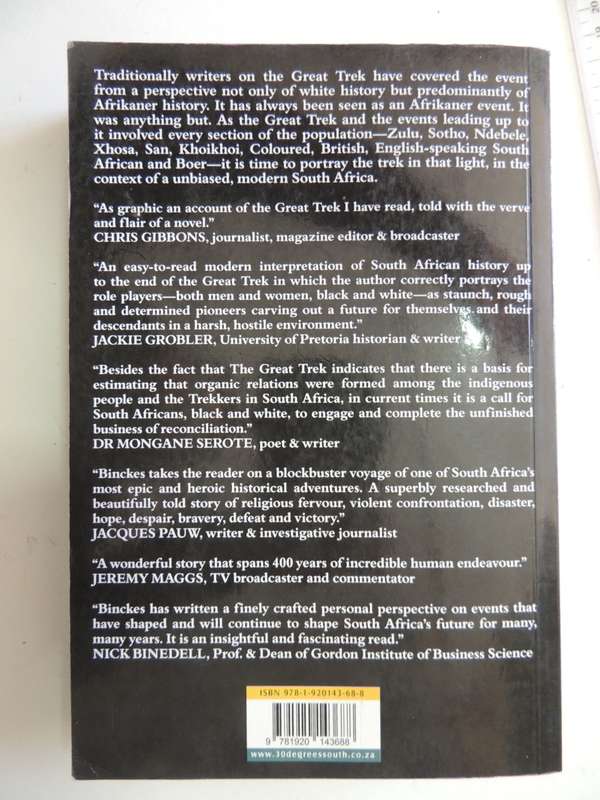 Traditionally writers on the Great Trek have covered the event
from a perspective not only of white history but predominantly of
Afrikaner history. It has always been seen as an Afrikaner event. It
was anything but. As the Great Trek and the events leading up to
it involved every section of the population—Zulu, Sotho, Ndebele,
Xhosa, San, Khoikhoi, Coloured, British, English-speaking South
African and Boer—it is time to portray the trek in that light, in the
context of a unbiased, modern South Africa.
“As graphic an account of the Great Trek I have read, told with the verve
and flair of a novel.”
CHRIS GIBBONS, journalist, magazine editor & broadcaster
“An easy-to-read modern interpretation of South African history up
to the end of the Great Trek in which the author correctly portrays the
role players—both men and women, black and white—as staunch, rough
and determined pioneers carving out a future for themselves and their
descendants in a harsh, hostile environment.”
JACKIE GROBLER, University of Pretoria historian & writer
“Besides the fact that The Great Trek indicates that there is a basis for
estimating that organic relations were formed among the indigenous
people and the Trekkers in South Africa, in current times it is a call for
South Africans, black and white, to engage and complete the unfinished
business of reconciliation.”
DR MONGANE SEROTE, poet & writer
“Binckes takes the reader on a blockbuster voyage of one of South Africa’s
most epic and heroic historical adventures. A superbly researched and
beautifully told story of religious fervour, violent confrontation, disaster,
hope, despair, bravery, defeat and victory.”
JACQUES PAUW, writer & investigative journalist
“A wonderful story that spans 400 years of incredible human endeavour.”
JEREMY MAGGS, TV broadcaster and commentator
“Binckes has written a finely crafted personal perspective on events that
have shaped and will continue to shape South Africa’s future for many,
many years. It is an insightful and fascinating read.”
NICK BINEDELL, Prof. & Dean of Gordon Institute of Business Science
ISBN 978-1-920143-68-8
9 781920 143688
www.30degreessouth.co.za